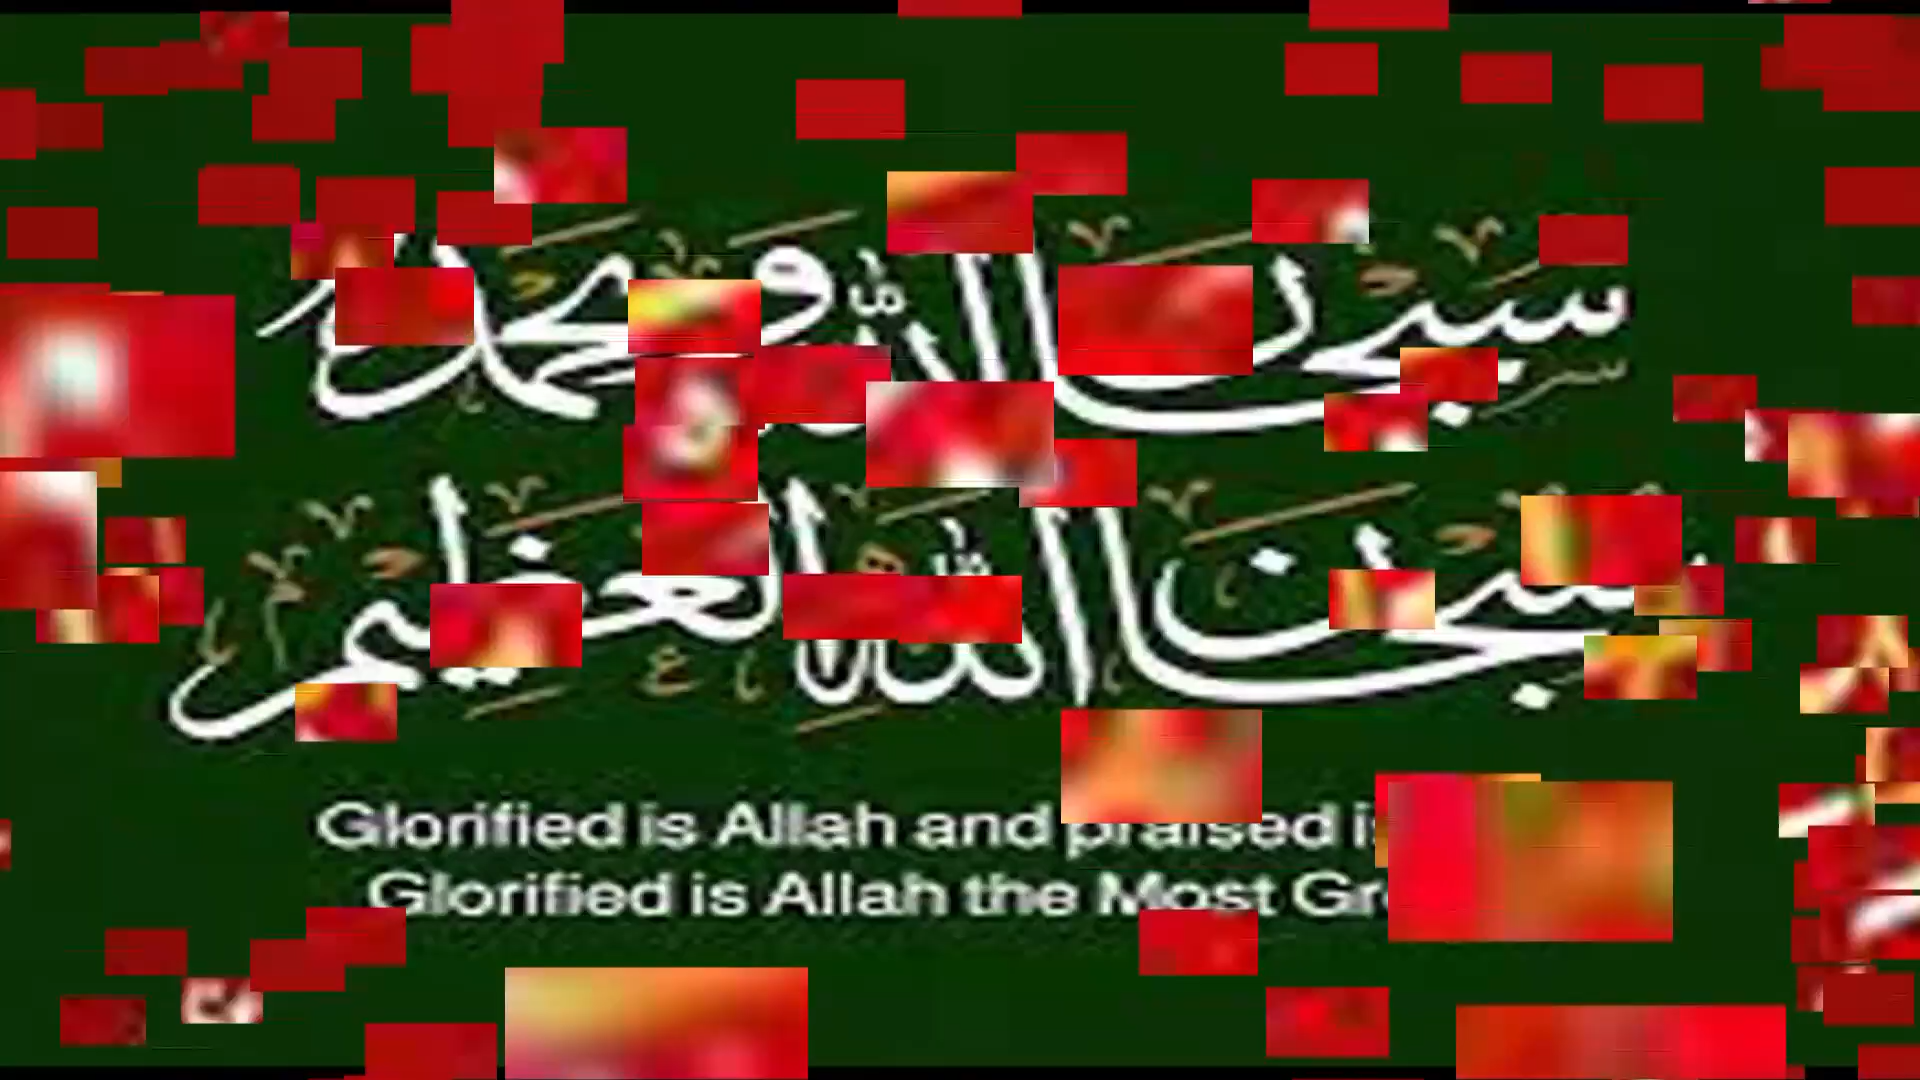 سبحان الله وبحمده
سبحان الله العظيم
Glorified is Allah and praised
Glorified is Allah the Most